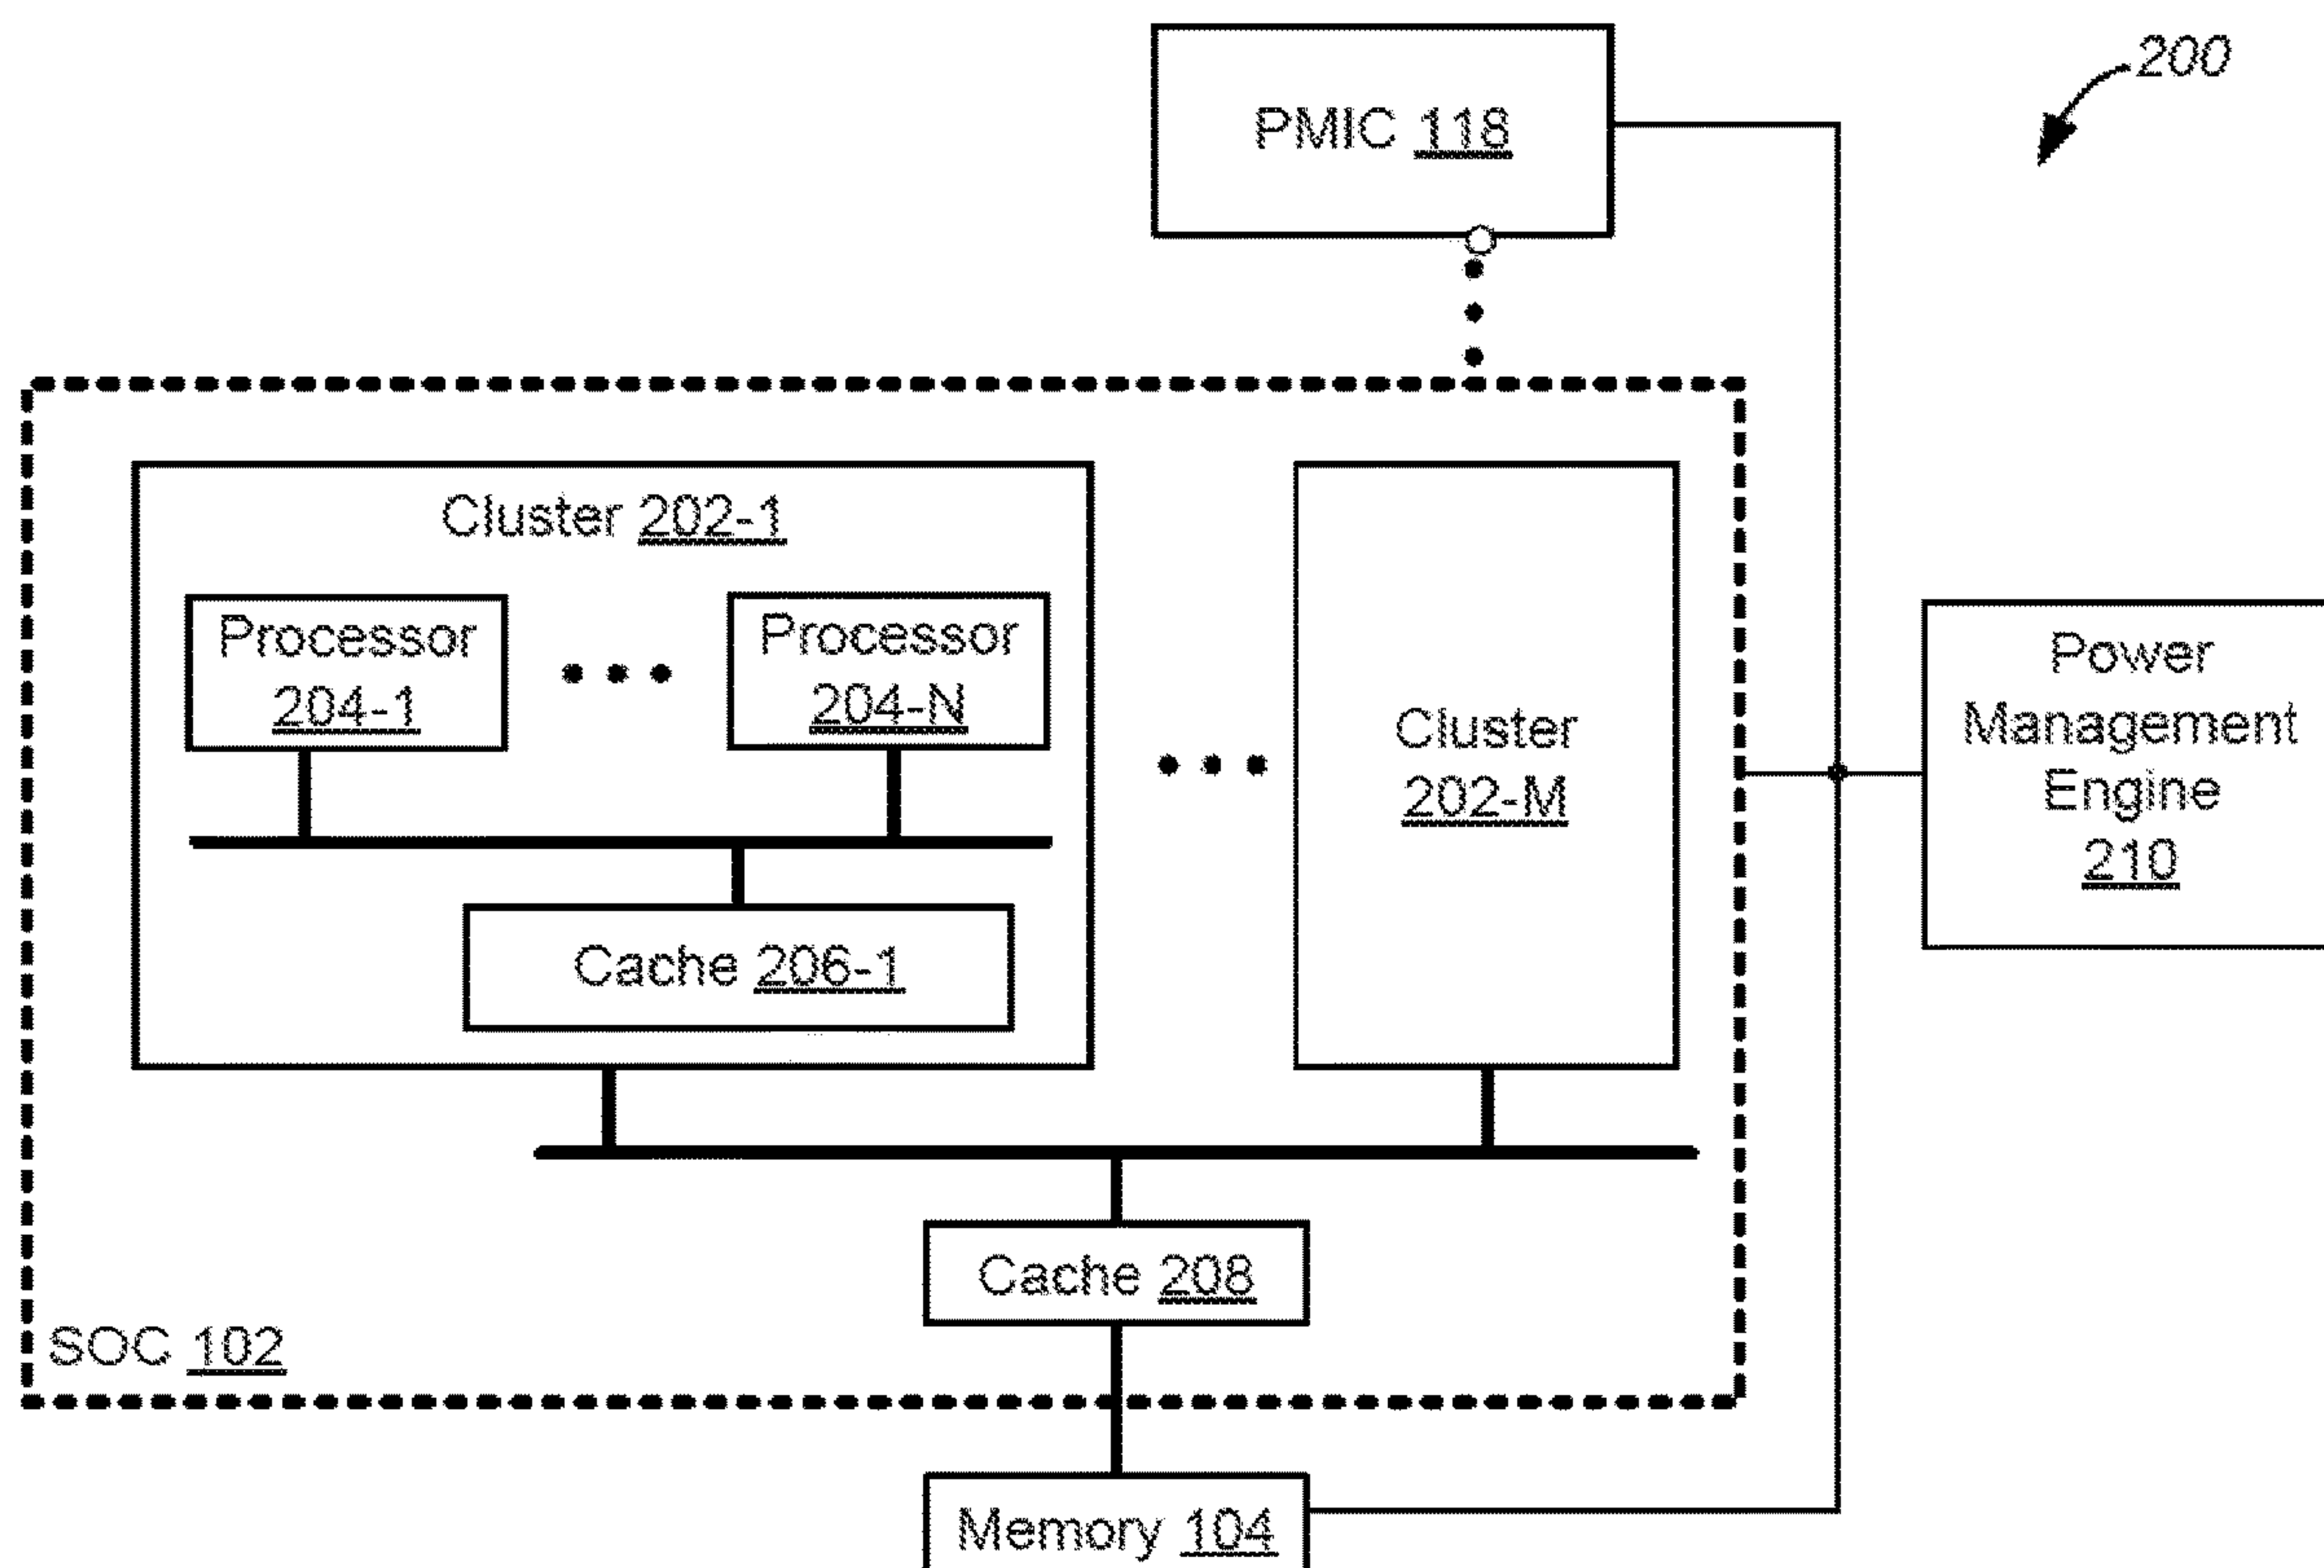 200
PMIC 118
Cluster 202-1
Processor
204-1
Processor
204-N
Cluster
202-M
Power
Management
Engine
210
Cache 206-1
Cache 208
SOC 102
Memory 104